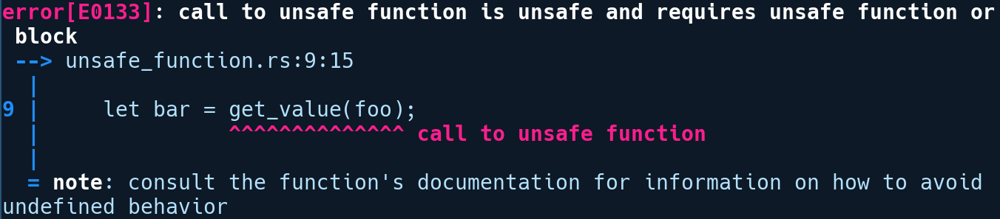 error[E0133]: call to unsafe function is unsafe and requires unsafe function or
 block
 --> unsafe_function.rs:9:15
  |
9 |     let bar = get_value(foo);
  |               ^^^^^^^^^^^^^^ call to unsafe function
  |
  = note: consult the function's documentation for information on how to avoid
undefined behavior